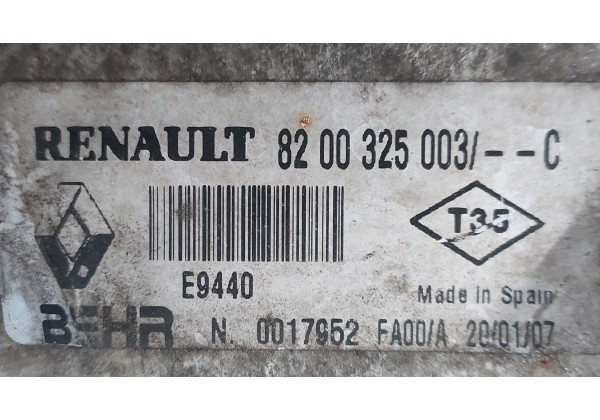 RENAULT 82 00 325 003/--C
T35
E9440
Made in Spain
BEHR N. 0017952 FA00/A 20/01/07